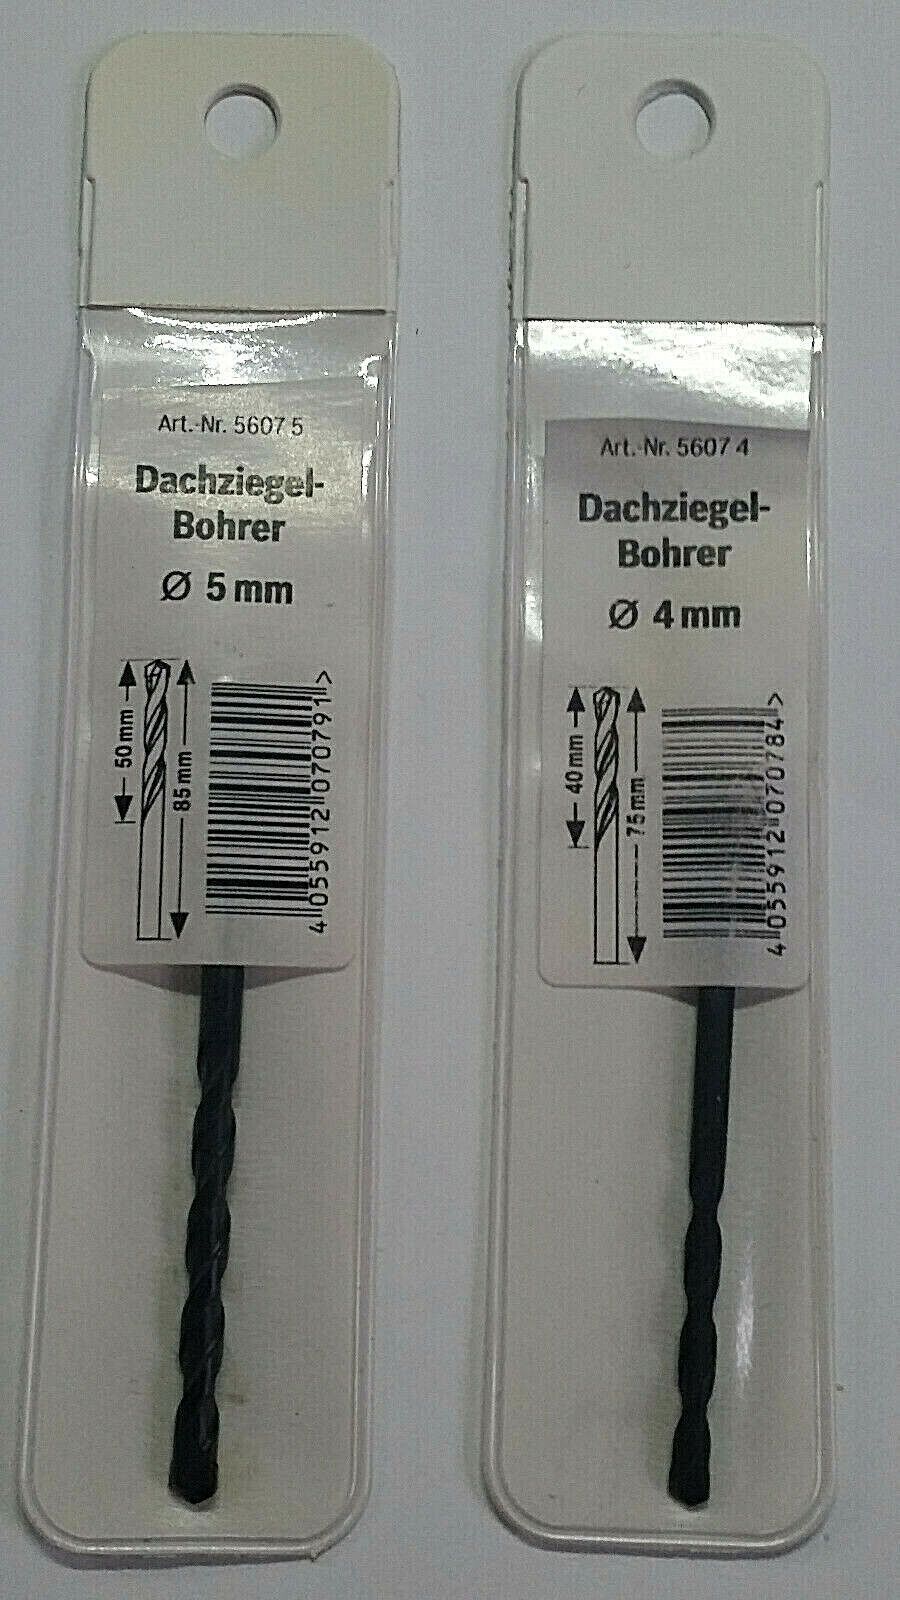 Art.-Nr. 5607 5
Dachziegel-
Bohrer
Ø 5 mm
50 mm
85 mm
4 055912 070791 >
Art.-Nr. 5607 4
Dachziegel-
Bohrer
Ø 4 mm
40 mm
75 mm
4 055912 070784 >